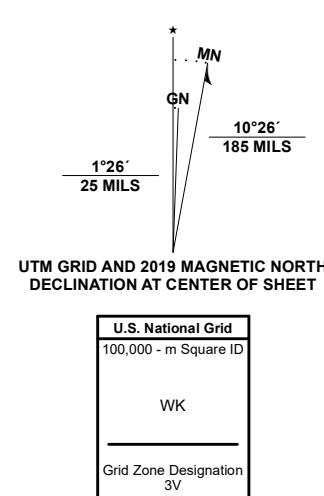 ★
MN
GN
10°26´
185 MILS
1°26´
25 MILS
UTM GRID AND 2019 MAGNETIC NORTH
DECLINATION AT CENTER OF SHEET
U.S. National Grid
100,000 - m Square ID
WK
Grid Zone Designation
3V